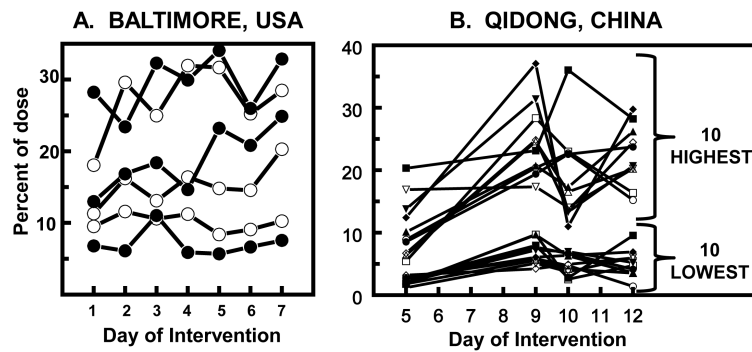 A. BALTIMORE, USA
Percent of dose
30
20
10
1 2 3 4 5 6 7
Day of Intervention
B. QIDONG, CHINA
40
30
20
10
0
5 6 7 8 9 10 11 12
Day of Intervention
10
HIGHEST
10
LOWEST